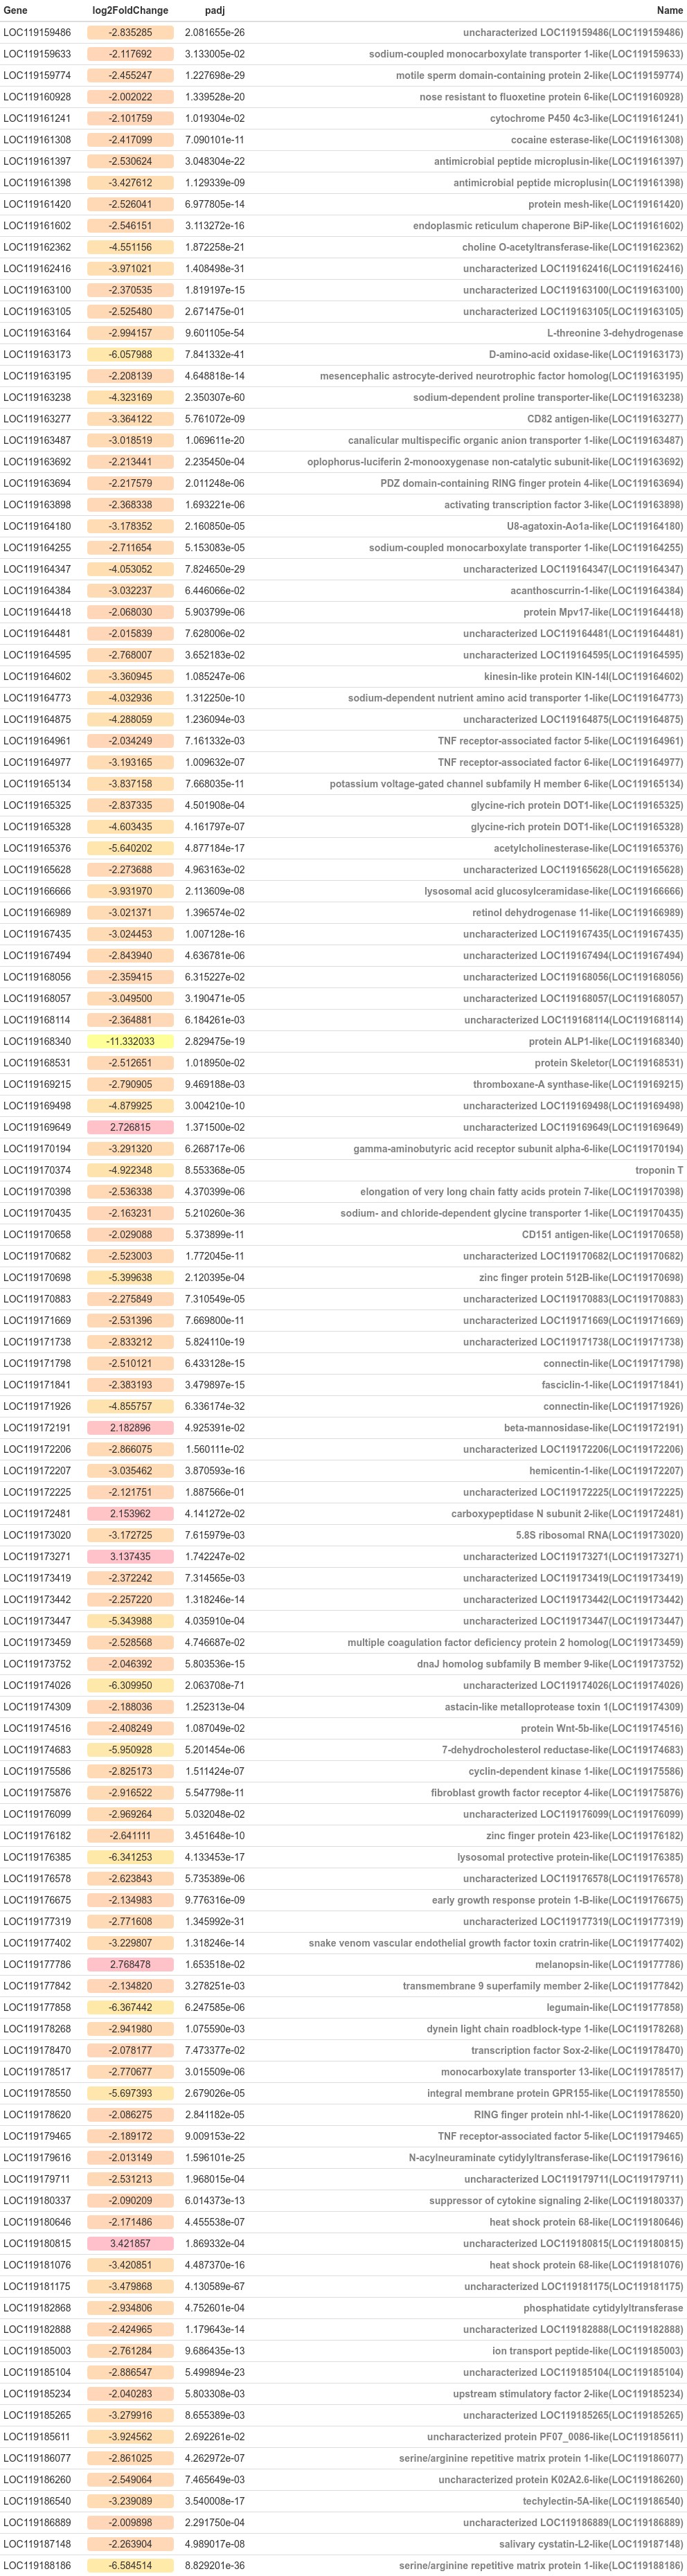 Gene log2FoldChange padj Name
LOC119159486 -2.835285 2.081655e-26 uncharacterized LOC119159486(LOC119159486)
LOC119159633 -2.117692 3.133005e-02 sodium-coupled monocarboxylate transporter 1-like(LOC119159633)
LOC119159774 -2.455247 1.227698e-29 motile sperm domain-containing protein 2-like(LOC119159774)
LOC119160928 -2.002022 1.339528e-20 nose resistant to fluoxetine protein 6-like(LOC119160928)
LOC119161241 -2.101759 1.019304e-02 cytochrome P450 4c3-like(LOC119161241)
LOC119161308 -2.417099 7.090101e-11 cocaine esterase-like(LOC119161308)
LOC119161397 -2.530624 3.048304e-22 antimicrobial peptide microplusin-like(LOC119161397)
LOC119161398 -3.427612 1.129339e-09 antimicrobial peptide microplusin(LOC119161398)
LOC119161420 -2.526041 6.977805e-14 protein mesh-like(LOC119161420)
LOC119161602 -2.546151 3.113272e-16 endoplasmic reticulum chaperone BiP-like(LOC119161602)
LOC119162362 -4.551156 1.872258e-21 choline O-acetyltransferase-like(LOC119162362)
LOC119162416 -3.971021 1.408498e-31 uncharacterized LOC119162416(LOC119162416)
LOC119163100 -2.370535 1.819197e-15 uncharacterized LOC119163100(LOC119163100)
LOC119163105 -2.525480 2.671475e-01 uncharacterized LOC119163105(LOC119163105)
LOC119163164 -2.994157 9.601105e-54 L-threonine 3-dehydrogenase
LOC119163173 -6.057988 7.841332e-41 D-amino-acid oxidase-like(LOC119163173)
LOC119163195 -2.208139 4.648818e-14 mesencephalic astrocyte-derived neurotrophic factor homolog(LOC119163195)
LOC119163238 -4.323169 2.350307e-60 sodium-dependent proline transporter-like(LOC119163238)
LOC119163277 -3.364122 5.761072e-09 CD82 antigen-like(LOC119163277)
LOC119163487 -3.018519 1.069611e-20 canalicular multispecific organic anion transporter 1-like(LOC119163487)
LOC119163692 -2.213441 2.235450e-04 oplophorus-luciferin 2-monooxygenase non-catalytic subunit-like(LOC119163692)
LOC119163694 -2.217579 2.011248e-06 PDZ domain-containing RING finger protein 4-like(LOC119163694)
LOC119163898 -2.368338 1.693221e-06 activating transcription factor 3-like(LOC119163898)
LOC119164180 -3.178352 2.160850e-05 U8-agatoxin-Ao1a-like(LOC119164180)
LOC119164255 -2.711654 5.153083e-05 sodium-coupled monocarboxylate transporter 1-like(LOC119164255)
LOC119164347 -4.053052 7.824650e-29 uncharacterized LOC119164347(LOC119164347)
LOC119164384 -3.032237 6.446066e-02 acanthoscurrin-1-like(LOC119164384)
LOC119164418 -2.068030 5.903799e-06 protein Mpv17-like(LOC119164418)
LOC119164481 -2.015839 7.628006e-02 uncharacterized LOC119164481(LOC119164481)
LOC119164595 -2.768007 3.652183e-02 uncharacterized LOC119164595(LOC119164595)
LOC119164602 -3.360945 1.085247e-06 kinesin-like protein KIN-14I(LOC119164602)
LOC119164773 -4.032936 1.312250e-10 sodium-dependent nutrient amino acid transporter 1-like(LOC119164773)
LOC119164875 -4.288059 1.236094e-03 uncharacterized LOC119164875(LOC119164875)
LOC119164961 -2.034249 7.161332e-03 TNF receptor-associated factor 5-like(LOC119164961)
LOC119164977 -3.193165 1.009632e-07 TNF receptor-associated factor 6-like(LOC119164977)
LOC119165134 -3.837158 7.668035e-11 potassium voltage-gated channel subfamily H member 6-like(LOC119165134)
LOC119165325 -2.837335 4.501908e-04 glycine-rich protein DOT1-like(LOC119165325)
LOC119165328 -4.603435 4.161797e-07 glycine-rich protein DOT1-like(LOC119165328)
LOC119165376 -5.640202 4.877184e-17 acetylcholinesterase-like(LOC119165376)
LOC119165628 -2.273688 4.963163e-02 uncharacterized LOC119165628(LOC119165628)
LOC119166666 -3.931970 2.113609e-08 lysosomal acid glucosylceramidase-like(LOC119166666)
LOC119166989 -3.021371 1.396574e-02 retinol dehydrogenase 11-like(LOC119166989)
LOC119167435 -3.024453 1.007128e-16 uncharacterized LOC119167435(LOC119167435)
LOC119167494 -2.843940 4.636781e-06 uncharacterized LOC119167494(LOC119167494)
LOC119168056 -2.359415 6.315227e-02 uncharacterized LOC119168056(LOC119168056)
LOC119168057 -3.049500 3.190471e-05 uncharacterized LOC119168057(LOC119168057)
LOC119168114 -2.364881 6.184261e-03 uncharacterized LOC119168114(LOC119168114)
LOC119168340 -11.332033 2.829475e-19 protein ALP1-like(LOC119168340)
LOC119168531 -2.512651 1.018950e-02 protein Skeletor(LOC119168531)
LOC119169215 -2.790905 9.469188e-03 thromboxane-A synthase-like(LOC119169215)
LOC119169498 -4.879925 3.004210e-10 uncharacterized LOC119169498(LOC119169498)
LOC119169649 2.726815 1.371500e-02 uncharacterized LOC119169649(LOC119169649)
LOC119170194 -3.291320 6.268717e-06 gamma-aminobutyric acid receptor subunit alpha-6-like(LOC119170194)
LOC119170374 -4.922348 8.553368e-05 troponin T
LOC119170398 -2.536338 4.370399e-06 elongation of very long chain fatty acids protein 7-like(LOC119170398)
LOC119170435 -2.163231 5.210260e-36 sodium- and chloride-dependent glycine transporter 1-like(LOC119170435)
LOC119170658 -2.029088 5.373899e-11 CD151 antigen-like(LOC119170658)
LOC119170682 -2.523003 1.772045e-11 uncharacterized LOC119170682(LOC119170682)
LOC119170698 -5.399638 2.120395e-04 zinc finger protein 512B-like(LOC119170698)
LOC119170883 -2.275849 7.310549e-05 uncharacterized LOC119170883(LOC119170883)
LOC119171669 -2.531396 7.669800e-11 uncharacterized LOC119171669(LOC119171669)
LOC119171738 -2.833212 5.824110e-19 uncharacterized LOC119171738(LOC119171738)
LOC119171798 -2.510121 6.433128e-15 connectin-like(LOC119171798)
LOC119171841 -2.383193 3.479897e-15 fasciclin-1-like(LOC119171841)
LOC119171926 -4.855757 6.336174e-32 connectin-like(LOC119171926)
LOC119172191 2.182896 4.925391e-02 beta-mannosidase-like(LOC119172191)
LOC119172206 -2.866075 1.560111e-02 uncharacterized LOC119172206(LOC119172206)
LOC119172207 -3.035462 3.870593e-16 hemicentin-1-like(LOC119172207)
LOC119172225 -2.121751 1.887566e-01 uncharacterized LOC119172225(LOC119172225)
LOC119172481 2.153962 4.141272e-02 carboxypeptidase N subunit 2-like(LOC119172481)
LOC119173020 -3.172725 7.615979e-03 5.8S ribosomal RNA(LOC119173020)
LOC119173271 3.137435 1.742247e-02 uncharacterized LOC119173271(LOC119173271)
LOC119173419 -2.372242 7.314565e-03 uncharacterized LOC119173419(LOC119173419)
LOC119173442 -2.257220 1.318246e-14 uncharacterized LOC119173442(LOC119173442)
LOC119173447 -5.343988 4.035910e-04 uncharacterized LOC119173447(LOC119173447)
LOC119173459 -2.528568 4.746687e-02 multiple coagulation factor deficiency protein 2 homolog(LOC119173459)
LOC119173752 -2.046392 5.803536e-15 dnaJ homolog subfamily B member 9-like(LOC119173752)
LOC119174026 -6.309950 2.063708e-71 uncharacterized LOC119174026(LOC119174026)
LOC119174309 -2.188036 1.252313e-04 astacin-like metalloprotease toxin 1(LOC119174309)
LOC119174516 -2.408249 1.087049e-02 protein Wnt-5b-like(LOC119174516)
LOC119174683 -5.950928 5.201454e-06 7-dehydrocholesterol reductase-like(LOC119174683)
LOC119175586 -2.825173 1.511424e-07 cyclin-dependent kinase 1-like(LOC119175586)
LOC119175876 -2.916522 5.547798e-11 fibroblast growth factor receptor 4-like(LOC119175876)
LOC119176099 -2.969264 5.032048e-02 uncharacterized LOC119176099(LOC119176099)
LOC119176182 -2.641111 3.451648e-10 zinc finger protein 423-like(LOC119176182)
LOC119176385 -6.341253 4.133453e-17 lysosomal protective protein-like(LOC119176385)
LOC119176578 -2.623843 5.735389e-06 uncharacterized LOC119176578(LOC119176578)
LOC119176675 -2.134983 9.776316e-09 early growth response protein 1-B-like(LOC119176675)
LOC119177319 -2.771608 1.345992e-31 uncharacterized LOC119177319(LOC119177319)
LOC119177402 -3.229807 1.318246e-14 snake venom vascular endothelial growth factor toxin cratrin-like(LOC119177402)
LOC119177786 2.768478 1.653518e-02 melanopsin-like(LOC119177786)
LOC119177842 -2.134820 3.278251e-03 transmembrane 9 superfamily member 2-like(LOC119177842)
LOC119177858 -6.367442 6.247585e-06 legumain-like(LOC119177858)
LOC119178268 -2.941980 1.075590e-03 dynein light chain roadblock-type 1-like(LOC119178268)
LOC119178470 -2.078177 7.473377e-02 transcription factor Sox-2-like(LOC119178470)
LOC119178517 -2.770677 3.015509e-06 monocarboxylate transporter 13-like(LOC119178517)
LOC119178550 -5.697393 2.679026e-05 integral membrane protein GPR155-like(LOC119178550)
LOC119178620 -2.086275 2.841182e-05 RING finger protein nhl-1-like(LOC119178620)
LOC119179465 -2.189172 9.009153e-22 TNF receptor-associated factor 5-like(LOC119179465)
LOC119179616 -2.013149 1.596101e-25 N-acylneuraminate cytidylyltransferase-like(LOC119179616)
LOC119179711 -2.531213 1.968015e-04 uncharacterized LOC119179711(LOC119179711)
LOC119180337 -2.090209 6.014373e-13 suppressor of cytokine signaling 2-like(LOC119180337)
LOC119180646 -2.171486 4.455538e-07 heat shock protein 68-like(LOC119180646)
LOC119180815 3.421857 1.869332e-04 uncharacterized LOC119180815(LOC119180815)
LOC119181076 -3.420851 4.487370e-16 heat shock protein 68-like(LOC119181076)
LOC119181175 -3.479868 4.130589e-67 uncharacterized LOC119181175(LOC119181175)
LOC119182868 -2.934806 4.752601e-04 phosphatidate cytidylyltransferase
LOC119182888 -2.424965 1.179643e-14 uncharacterized LOC119182888(LOC119182888)
LOC119185003 -2.761284 9.686435e-13 ion transport peptide-like(LOC119185003)
LOC119185104 -2.886547 5.499894e-23 uncharacterized LOC119185104(LOC119185104)
LOC119185234 -2.040283 5.803308e-03 upstream stimulatory factor 2-like(LOC119185234)
LOC119185265 -3.279916 8.655389e-03 uncharacterized LOC119185265(LOC119185265)
LOC119185611 -3.924562 2.692261e-02 uncharacterized protein PF07_0086-like(LOC119185611)
LOC119186077 -2.861025 4.262972e-07 serine/arginine repetitive matrix protein 1-like(LOC119186077)
LOC119186260 -2.549064 7.465649e-03 uncharacterized protein K02A2.6-like(LOC119186260)
LOC119186540 -3.239089 3.540008e-17 techylectin-5A-like(LOC119186540)
LOC119186889 -2.009898 2.291750e-04 uncharacterized LOC119186889(LOC119186889)
LOC119187148 -2.263904 4.989017e-08 salivary cystatin-L2-like(LOC119187148)
LOC119188186 -6.584514 8.829201e-36 serine/arginine repetitive matrix protein 1-like(LOC119188186)